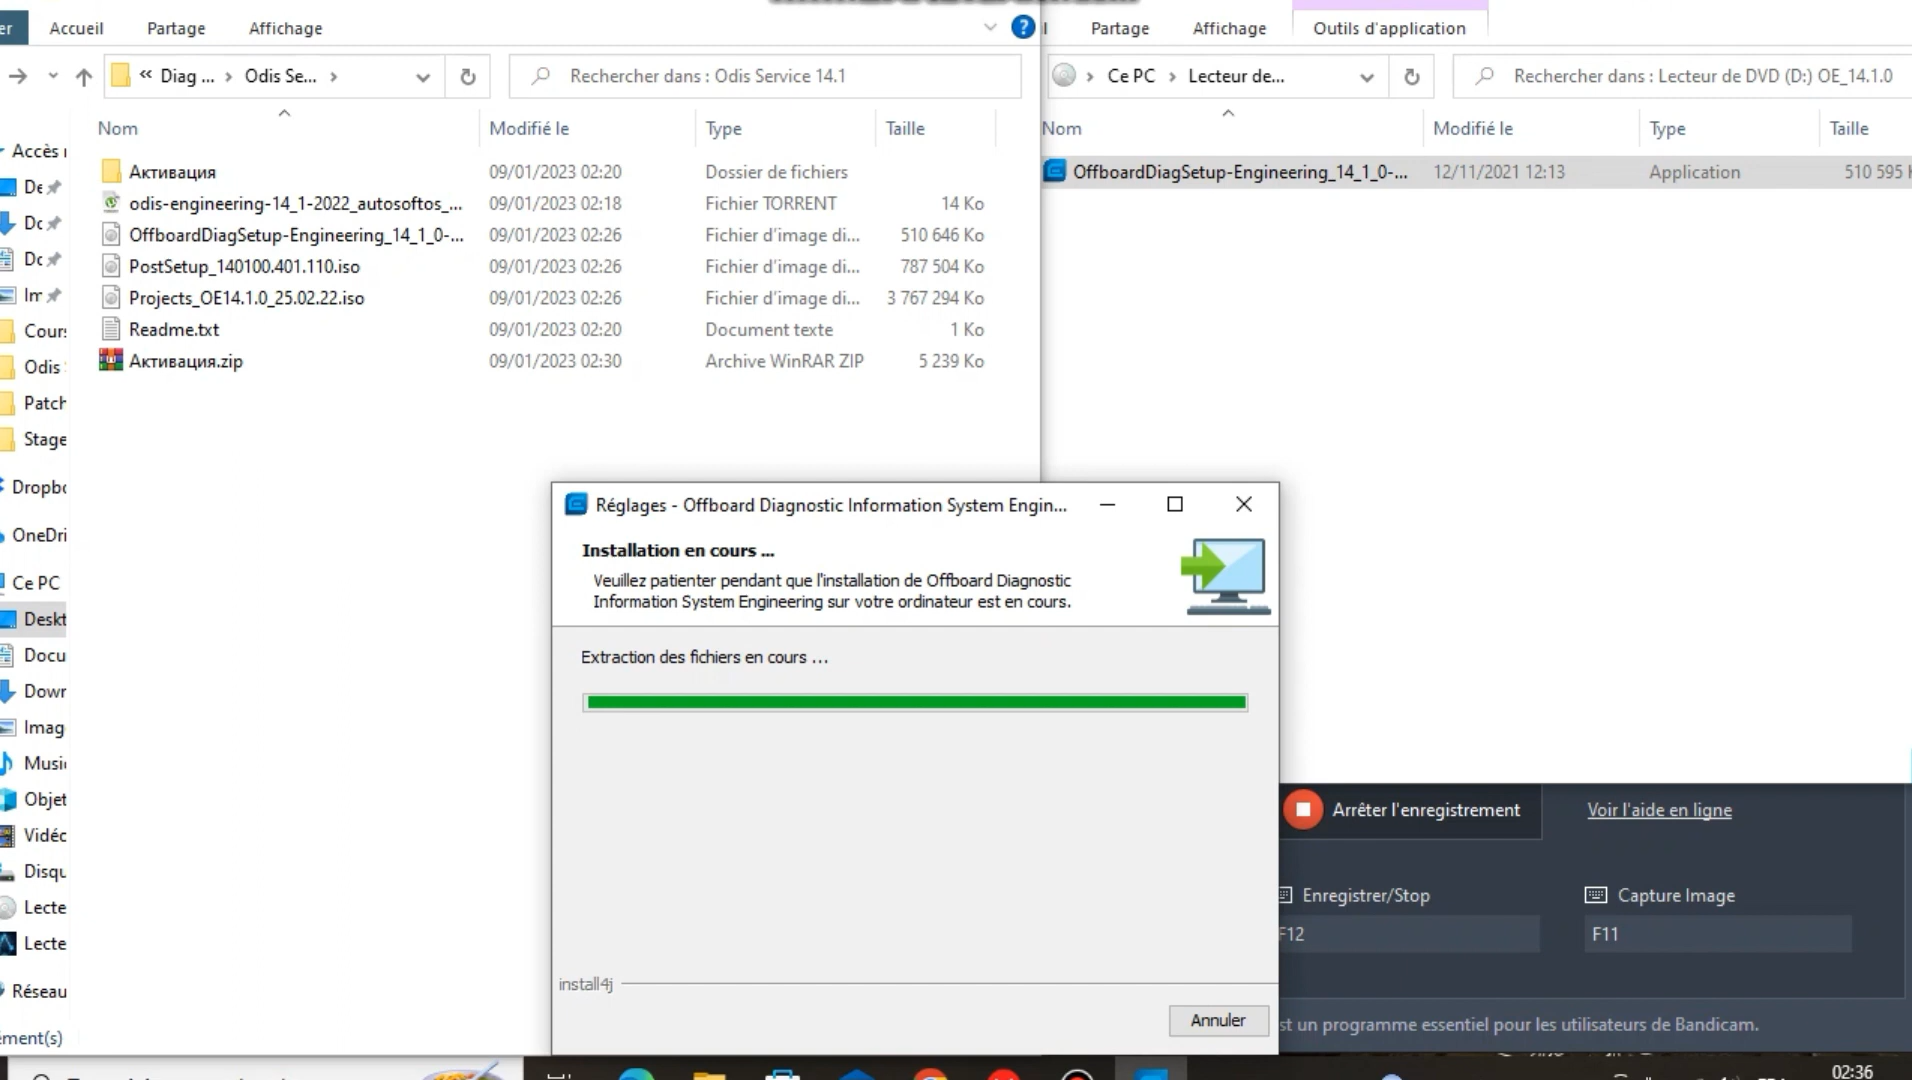 er Accueil Partage Affichage
Diag ... Odis Se...
Rechercher dans : Odis Service 14.1
Nom Modifié le Type Taille
Активация 09/01/2023 02:20 Dossier de fichiers
odis-engineering-14_1-2022_autosoftos_... 09/01/2023 02:18 Fichier TORRENT 14 Ko
OffboardDiagSetup-Engineering_14_1_0-... 09/01/2023 02:26 Fichier d'image di... 510 646 Ko
PostSetup_140100.401.110.iso 09/01/2023 02:26 Fichier d'image di... 787 504 Ko
Projects_OE14.1.0_25.02.22.iso 09/01/2023 02:26 Fichier d'image di... 3 767 294 Ko
Readme.txt 09/01/2023 02:20 Document texte 1 Ko
Активация.zip 09/01/2023 02:30 Archive WinRAR ZIP 5 239 Ko
Accès
De
Dc
Dc
Im
Cour
Odis
Patch
Stage
Dropbo
OneDri
Ce PC
Deskt
Docu
Down
Imag
Music
Objet
Vidéo
Disqu
Lecte
Lecte
Réseau
ément(s)
Partage Affichage Outils d'application
Ce PC Lecteur de...
Rechercher dans : Lecteur de DVD (D:) OE_14.1.0
Nom Modifié le Type Taille
OffboardDiagSetup-Engineering_14_1_0-... 12/11/2021 12:13 Application 510 595 K
Réglages - Offboard Diagnostic Information System Engin...
Installation en cours ...
Veuillez patienter pendant que l'installation de Offboard Diagnostic
Information System Engineering sur votre ordinateur est en cours.
Extraction des fichiers en cours ...
install4j
Annuler
Arrêter l'enregistrement
Voir l'aide en ligne
Enregistrer/Stop Capture Image
F12 F11
st un programme essentiel pour les utilisateurs de Bandicam.
02:36